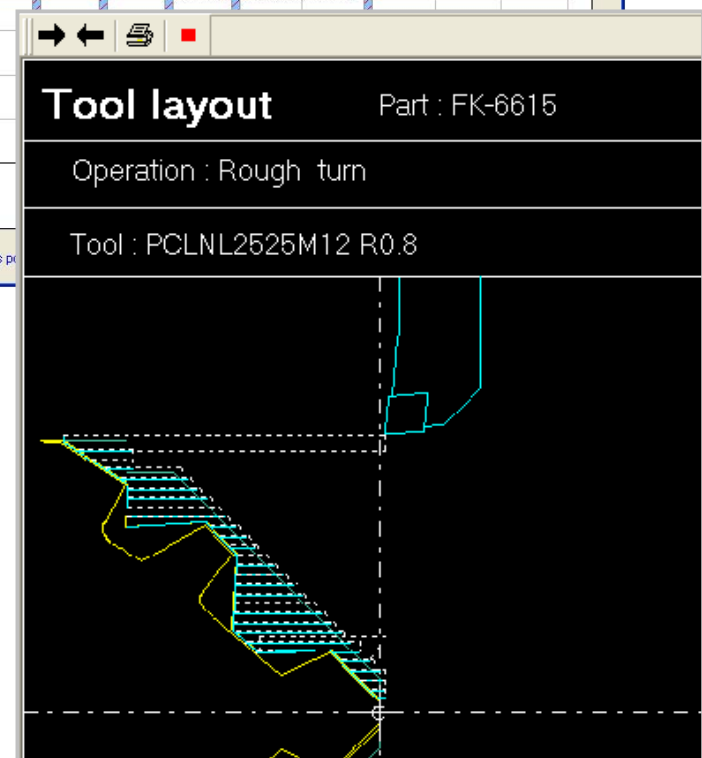 Tool layout Part : FK-6615
Operation : Rough turn
Tool : PCLNL2525M12 R0.8